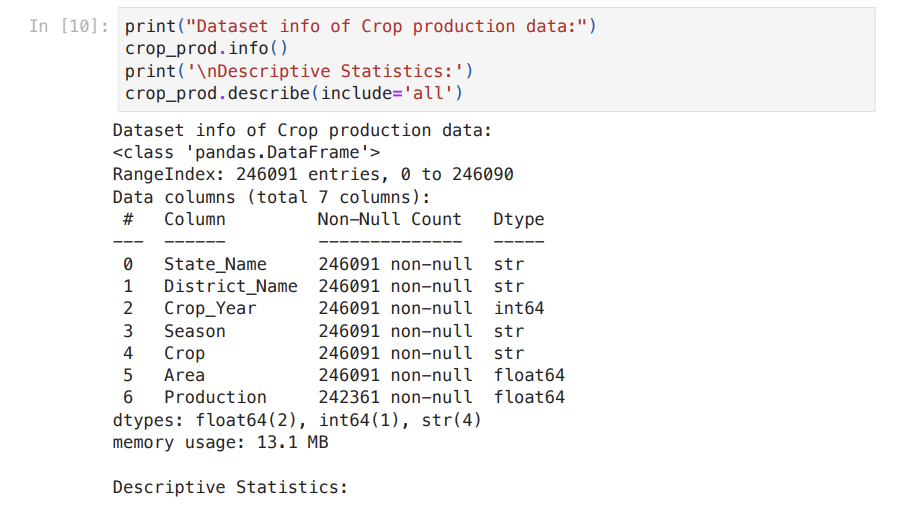 In [10]: print("Dataset info of Crop production data:")
crop_prod.info()
print('\nDescriptive Statistics:')
crop_prod.describe(include='all')
Dataset info of Crop production data:
<class 'pandas.DataFrame'>
RangeIndex: 246091 entries, 0 to 246090
Data columns (total 7 columns):
 #   Column         Non-Null Count   Dtype
---  ------         --------------   -----
 0   State_Name     246091 non-null  str
 1   District_Name  246091 non-null  str
 2   Crop_Year      246091 non-null  int64
 3   Season         246091 non-null  str
 4   Crop           246091 non-null  str
 5   Area           246091 non-null  float64
 6   Production     242361 non-null  float64
dtypes: float64(2), int64(1), str(4)
memory usage: 13.1 MB
Descriptive Statistics: